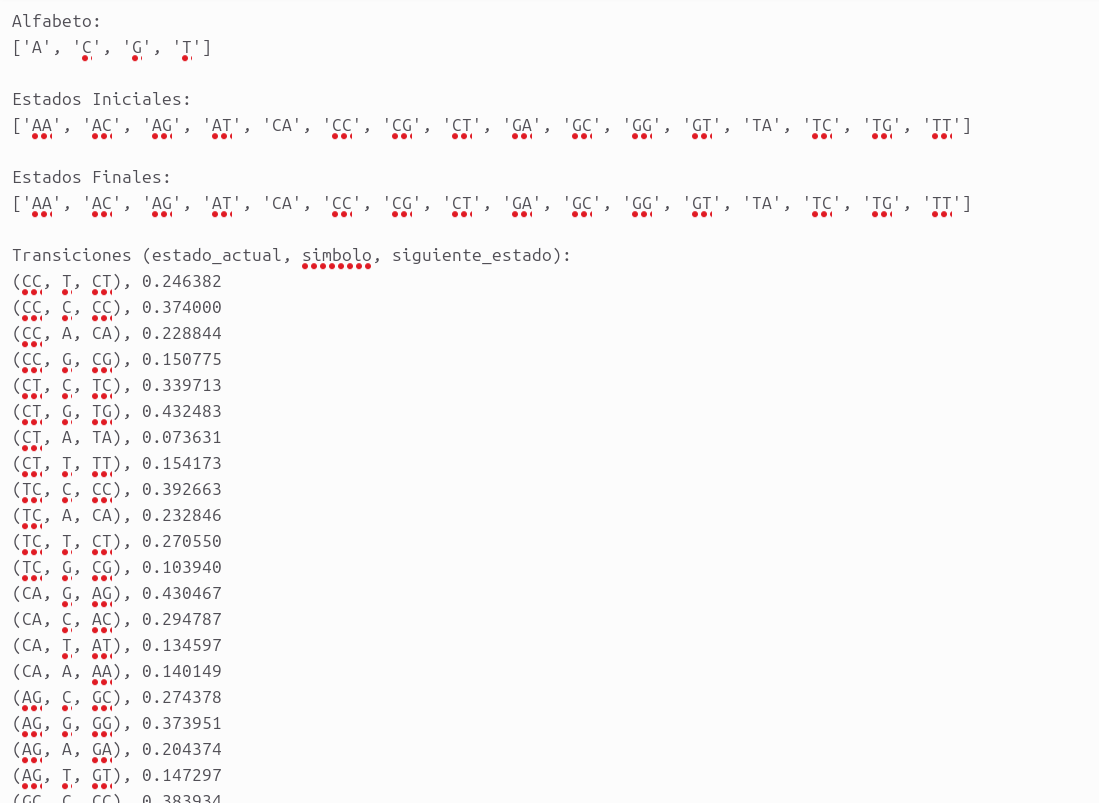 Alfabeto:
['A', 'C', 'G', 'T']
Estados Iniciales:
['AA', 'AC', 'AG', 'AT', 'CA', 'CC', 'CG', 'CT', 'GA', 'GC', 'GG', 'GT', 'TA', 'TC', 'TG', 'TT']
Estados Finales:
['AA', 'AC', 'AG', 'AT', 'CA', 'CC', 'CG', 'CT', 'GA', 'GC', 'GG', 'GT', 'TA', 'TC', 'TG', 'TT']
Transiciones (estado_actual, simbolo, siguiente_estado):
(CC, T, CT), 0.246382
(CC, C, CC), 0.374000
(CC, A, CA), 0.228844
(CC, G, CG), 0.150775
(CT, C, TC), 0.339713
(CT, G, TG), 0.432483
(CT, A, TA), 0.073631
(CT, T, TT), 0.154173
(TC, C, CC), 0.392663
(TC, A, CA), 0.232846
(TC, T, CT), 0.270550
(TC, G, CG), 0.103940
(CA, G, AG), 0.430467
(CA, C, AC), 0.294787
(CA, T, AT), 0.134597
(CA, A, AA), 0.140149
(AG, C, GC), 0.274378
(AG, G, GG), 0.373951
(AG, A, GA), 0.204374
(AG, T, GT), 0.147297
(GC, C, CC), 0.383934